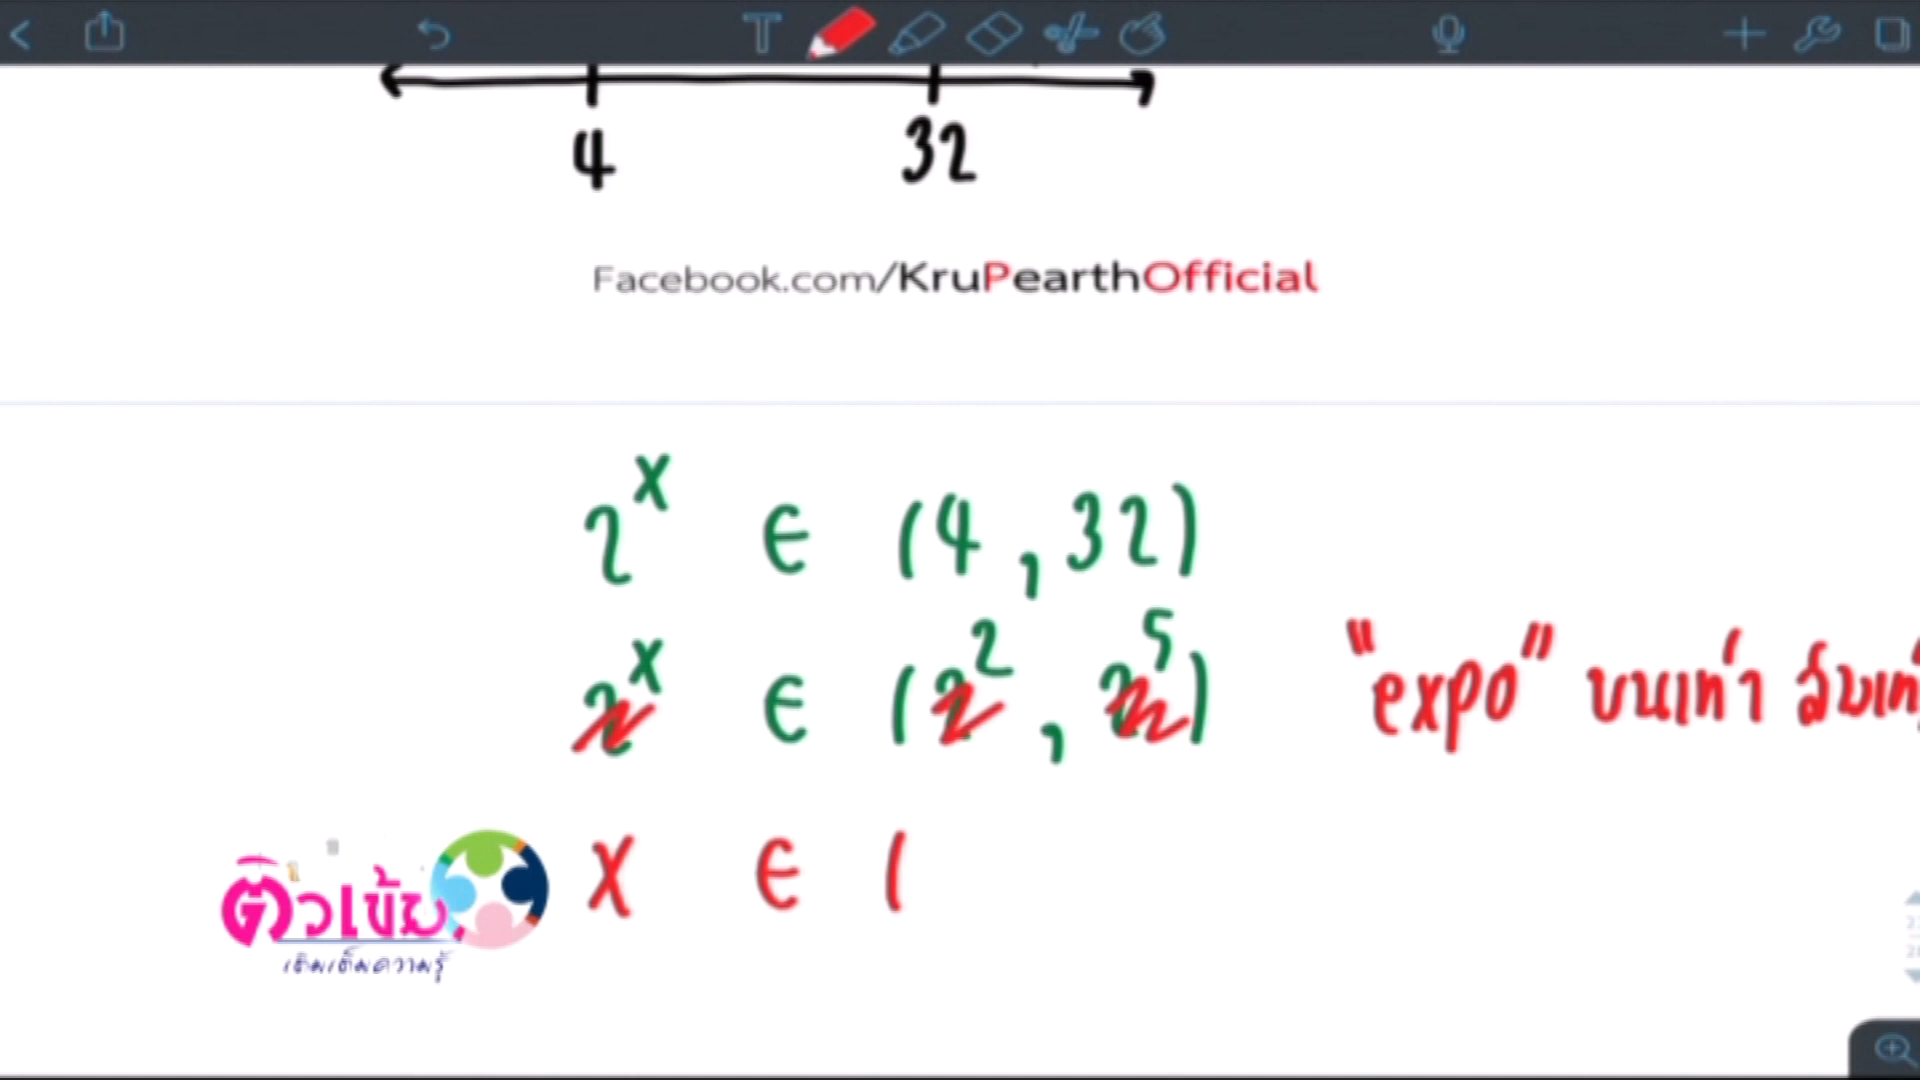 T
4 32
Facebook.com/KruPearthOfficial
2^x ∈ (4, 32)
2^x ∈ (2^2, 2^5) "expo" บนเท่า
x ∈ (
ติวเข้ม
เติมเต็มความรู้